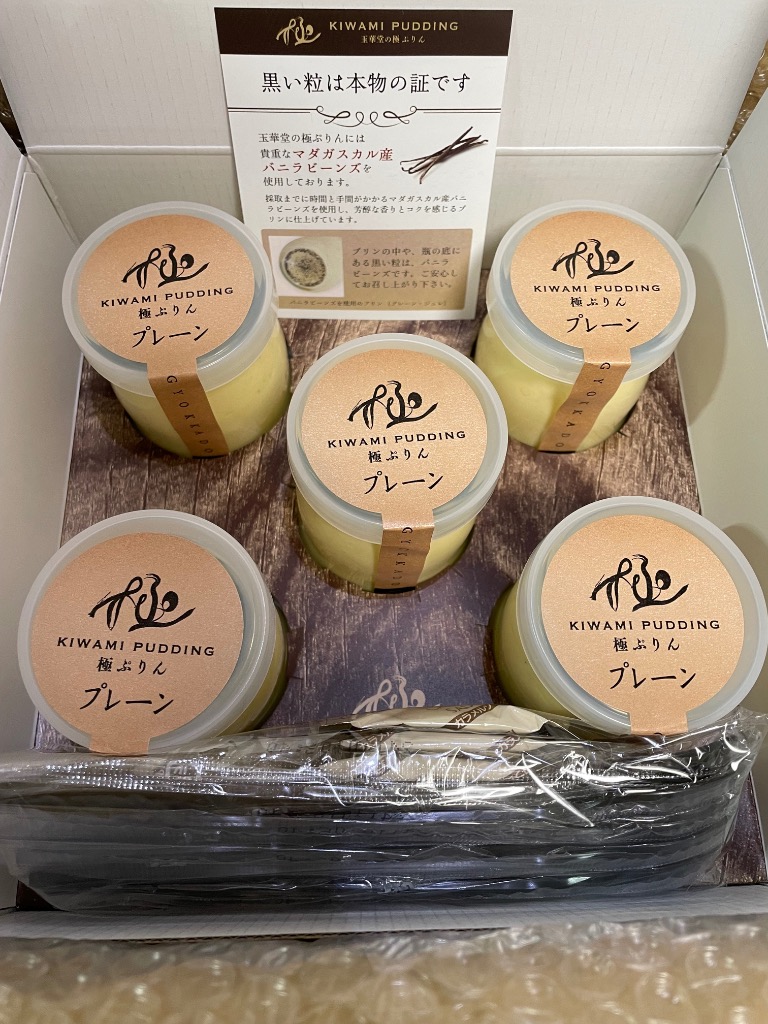 極 KIWAMI PUDDING
玉華堂の極ぷりん
黒い粒は本物の証です
玉華堂の極ぷりんには
貴重なマダガスカル産
バニラビーンズを
使用しております。
採取までに時間と手間がかかるマダガスカル産バニ
ラビーンズを使用し、芳醇な香りとコクを感じるプ
リンに仕上げています。
プリンの中や、瓶の底に
ある黒い粒は、バニラ
ビーンズです。ご安心し
てお召し上がり下さい。
極
KIWAMI PUDDING
極ぷりん
プレーン
GYOKKADO
極
KIWAMI PUDDING
極ぷりん
プレーン
GYOKKADO
極
KIWAMI PUDDING
極ぷりん
プレーン
極
KIWAMI PUDDING
極ぷりん
プレーン
極
KIWAMI PUDDING
極ぷりん
プレーン
極
カラメル